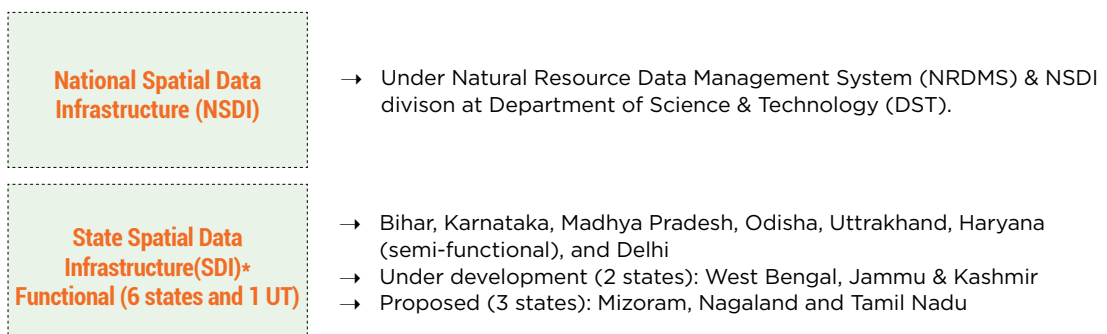 National Spatial Data
Infrastructure (NSDI)
→ Under Natural Resource Data Management System (NRDMS) & NSDI
divison at Department of Science & Technology (DST).
State Spatial Data
Infrastructure(SDI)*
Functional (6 states and 1 UT)
→ Bihar, Karnataka, Madhya Pradesh, Odisha, Uttrakhand, Haryana
(semi-functional), and Delhi
→ Under development (2 states): West Bengal, Jammu & Kashmir
→ Proposed (3 states): Mizoram, Nagaland and Tamil Nadu